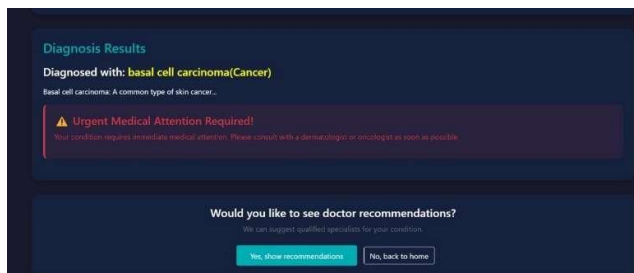 Diagnosis Results
Diagnosed with: basal cell carcinoma(Cancer)
Basal cell carcinoma: A common type of skin cancer...
⚠ Urgent Medical Attention Required!
Your condition requires immediate medical attention. Please consult with a dermatologist or oncologist as soon as possible.
Would you like to see doctor recommendations?
We can suggest qualified specialists for your condition.
Yes, show recommendations
No, back to home